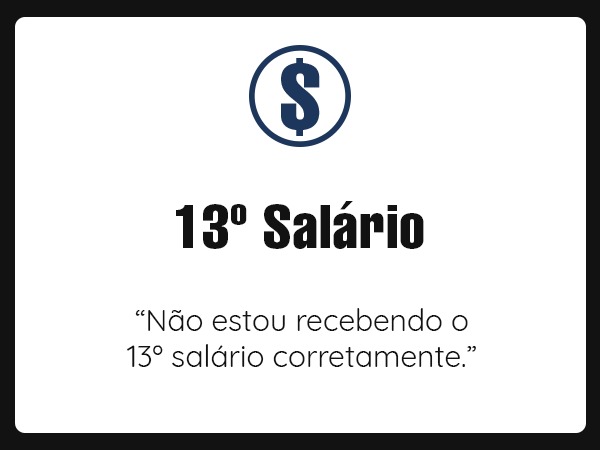 13º Salário
“Não estou recebendo o
13º salário corretamente.”